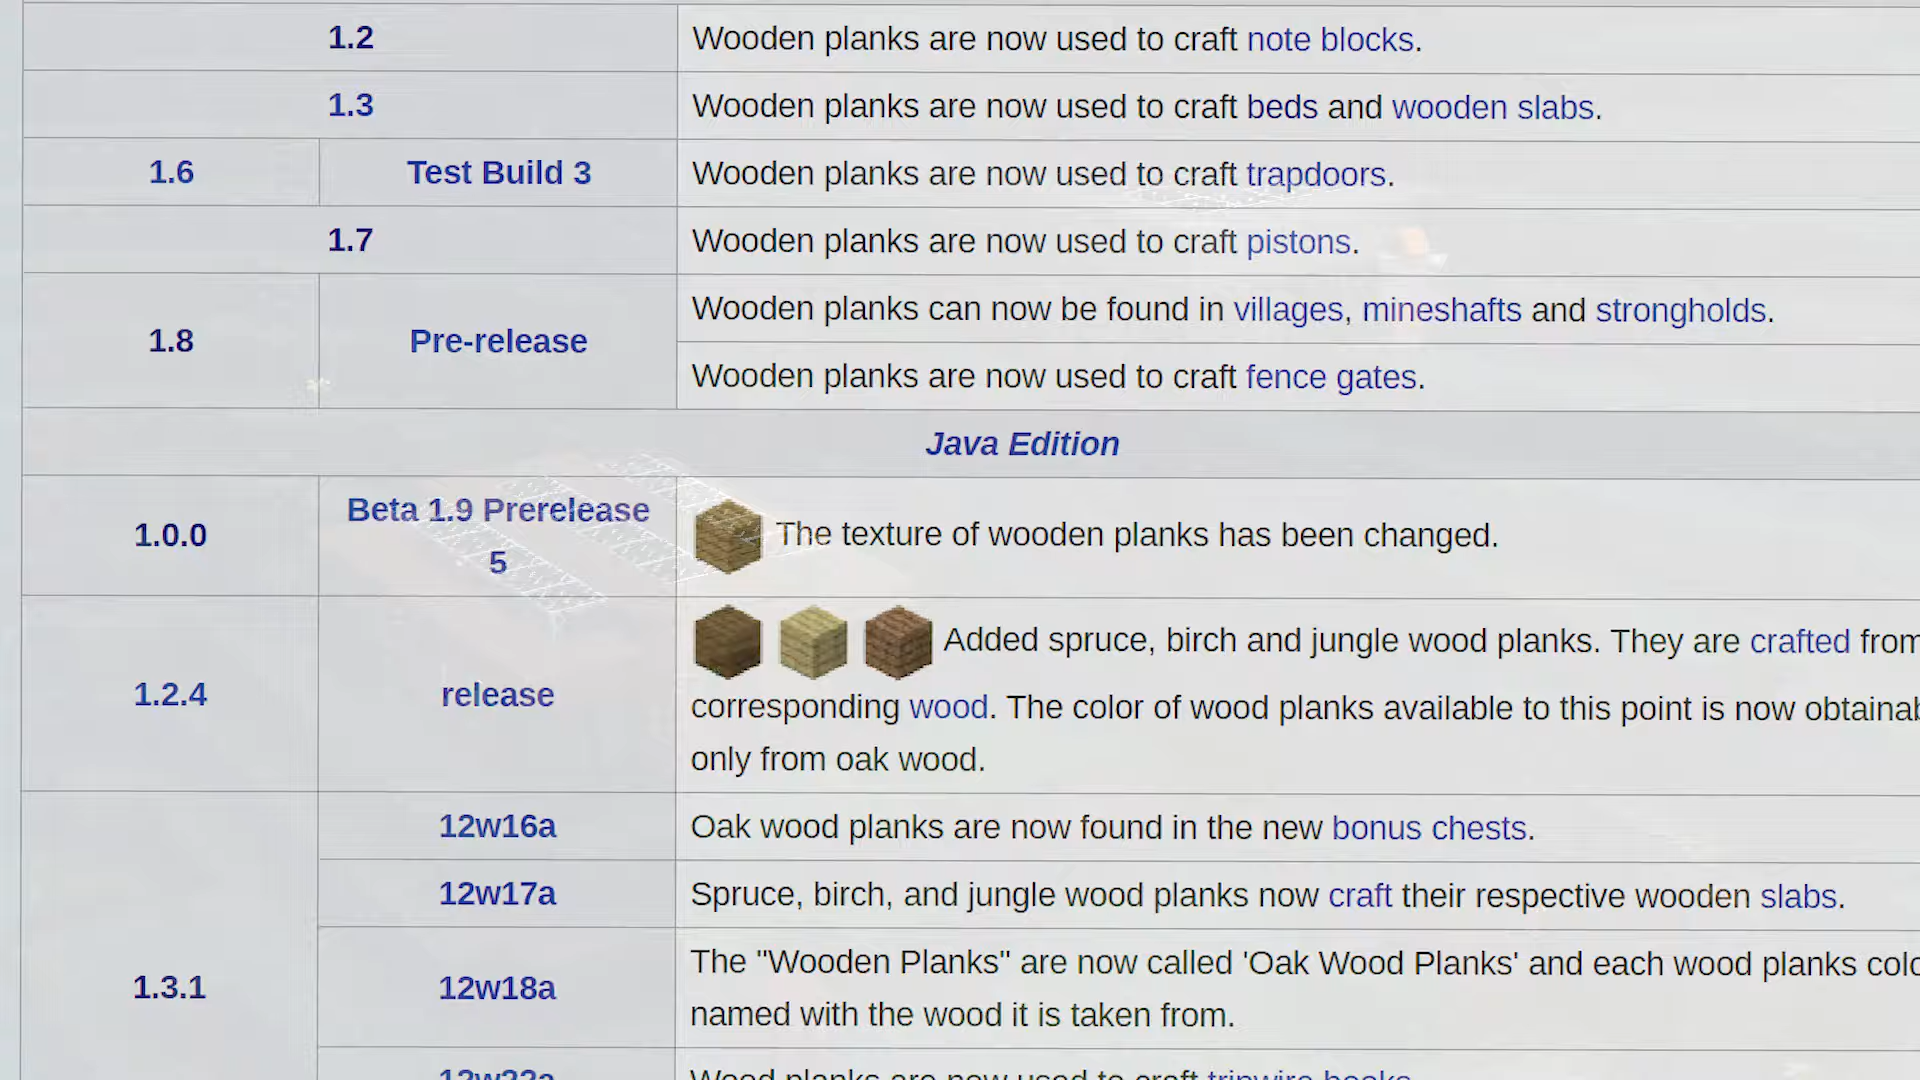 1.2 Wooden planks are now used to craft note blocks.
1.3 Wooden planks are now used to craft beds and wooden slabs.
1.6 Test Build 3 Wooden planks are now used to craft trapdoors.
1.7 Wooden planks are now used to craft pistons.
1.8 Pre-release Wooden planks can now be found in villages, mineshafts and strongholds.
Wooden planks are now used to craft fence gates.
Java Edition
1.0.0 Beta 1.9 Prerelease
5
The texture of wooden planks has been changed.
1.2.4 release
Added spruce, birch and jungle wood planks. They are crafted from
corresponding wood. The color of wood planks available to this point is now
only from oak wood.
1.3.1
12w16a Oak wood planks are now found in the new bonus chests.
12w17a Spruce, birch, and jungle wood planks now craft their respective wooden slabs.
12w18a
The "Wooden Planks" are now called 'Oak Wood Planks' and each wood planks
named with the wood it is taken from.
Wood planks are now used to craft tripwire hooks.